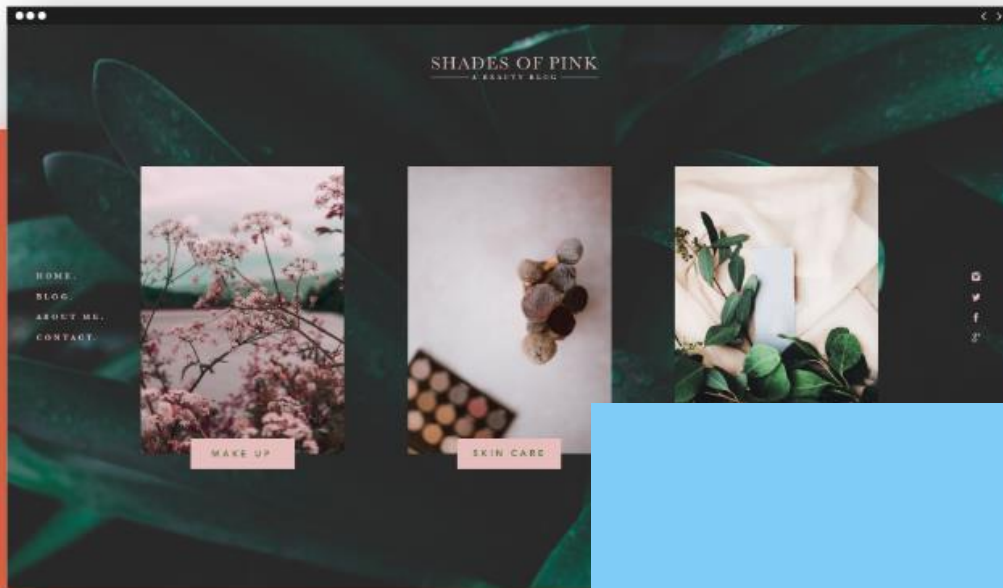 SHADES OF PINK
A BEAUTY BLOG
HOME.
BLOG.
ABOUT ME.
CONTACT.
MAKE UP
SKIN CARE